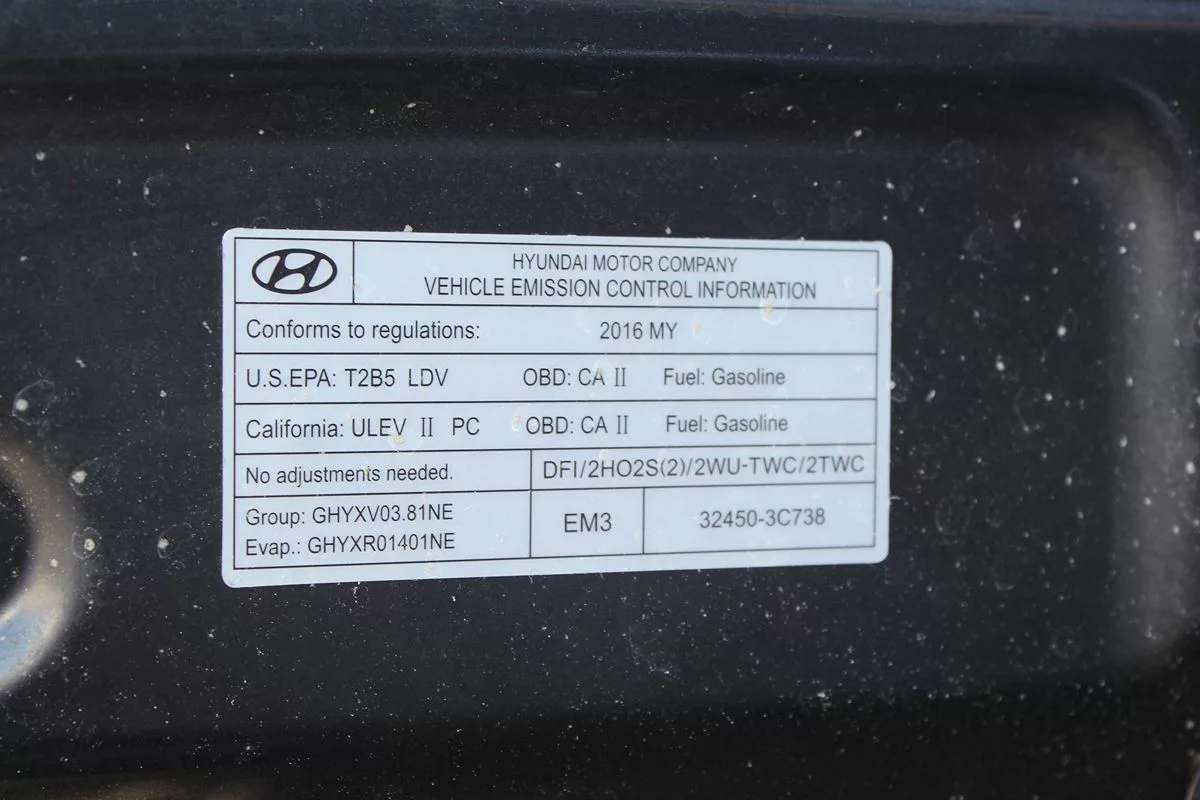 HYUNDAI MOTOR COMPANY
VEHICLE EMISSION CONTROL INFORMATION
Conforms to regulations: 2016 MY
U.S.EPA: T2B5 LDV OBD: CA II Fuel: Gasoline
California: ULEV II PC OBD: CA II Fuel: Gasoline
No adjustments needed. DFI/2HO2S(2)/2WU-TWC/2TWC
Group: GHYXV03.81NE
Evap.: GHYXR01401NE
EM3
32450-3C738